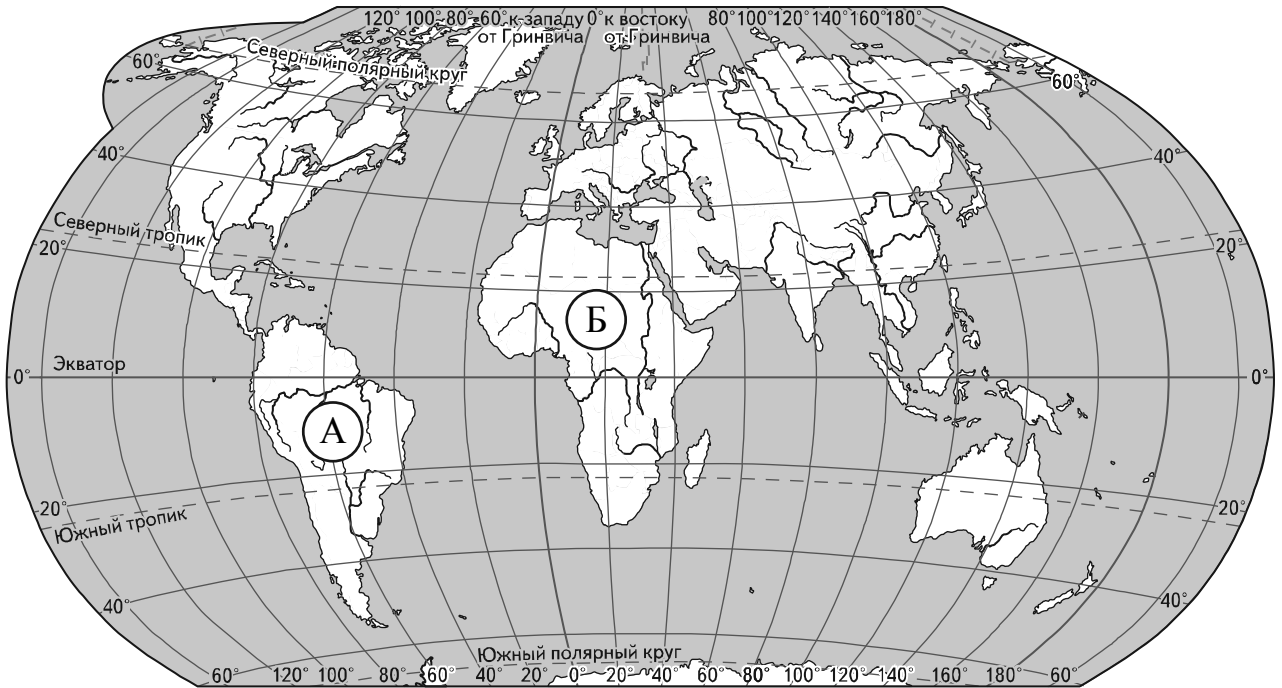 120° 100° 80° 60° к западу 0° к востоку 80° 100° 120° 140° 160° 180°
от Гринвича от Гринвича
Северный полярный круг
60° 60°
40° 40°
Северный тропик
20° 20°
Б
Экватор
0° 0°
А
20° 20°
Южный тропик
40° 40°
Южный полярный круг
60° 120° 100° 80° 60° 40° 20° 0° 20° 40° 60° 80° 100° 120° 140° 160° 60°